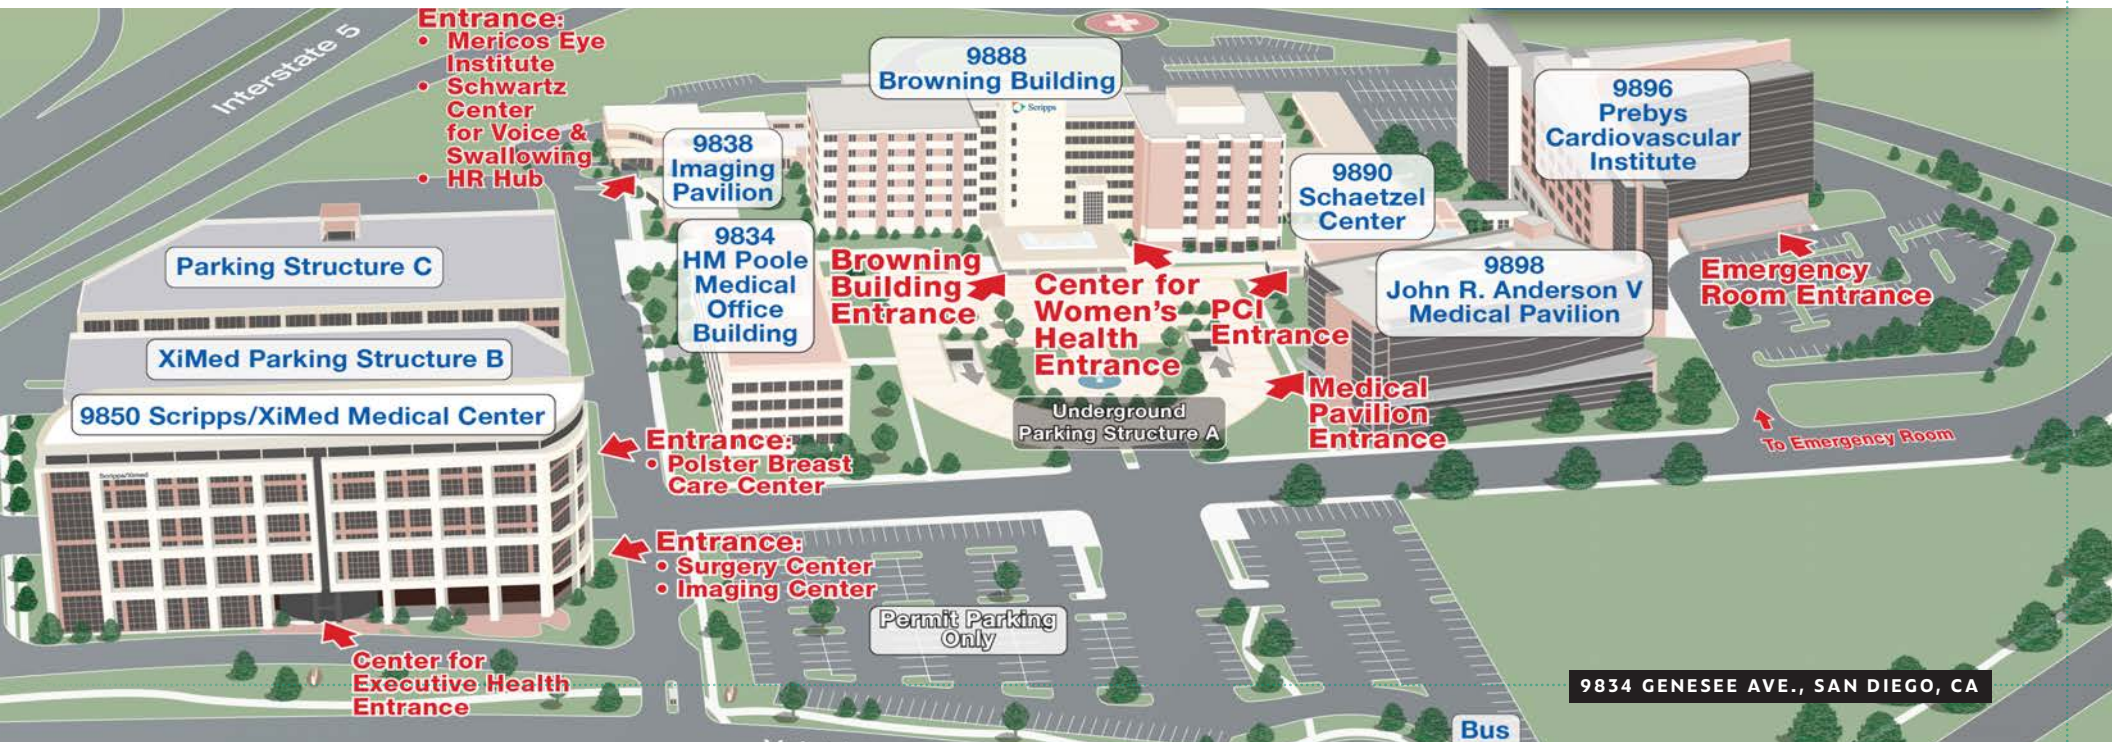 Interstate 5
Entrance:
• Mericos Eye
Institute
• Schwartz
Center
for Voice &
Swallowing
• HR Hub
9838
Imaging
Pavilion
9888
Browning Building
Scripps
9890
Schaetzel
Center
9896
Prebys
Cardiovascular
Institute
Parking Structure C
9834
HM Poole
Medical
Office
Building
Browning
Building
Entrance
Center for
Women's
Health
Entrance
PCI
Entrance
9898
John R. Anderson V
Medical Pavilion
Emergency
Room Entrance
XiMed Parking Structure B
9850 Scripps/XiMed Medical Center
Scripps/Ximed
Underground
Parking Structure A
Medical
Pavilion
Entrance
To Emergency Room
Entrance:
• Polster Breast
Care Center
Entrance:
• Surgery Center
• Imaging Center
Permit Parking
Only
Center for
Executive Health
Entrance
9834 GENESEE AVE., SAN DIEGO, CA
Bus